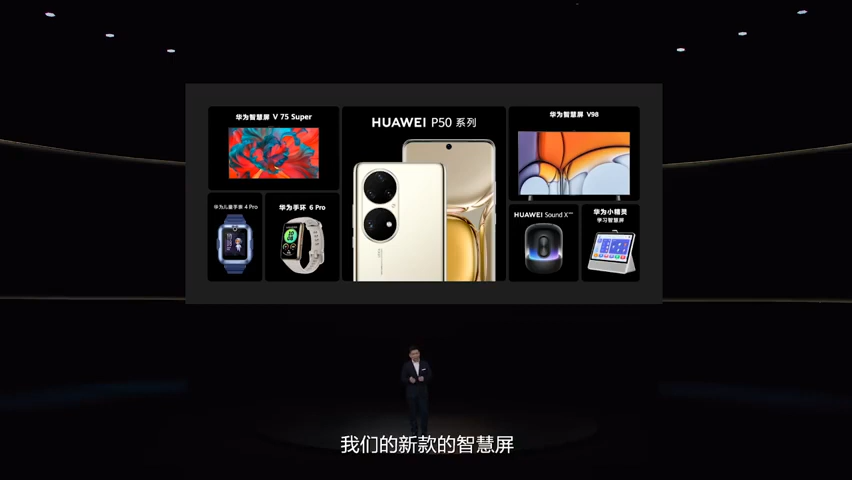 华为智慧屏 V 75 Super
HUAWEI P50 系列
华为智慧屏 V98
华为儿童手表 4 Pro
华为手环 6 Pro
HUAWEI Sound X
华为小精灵
学习智慧屏
我们的新款的智慧屏